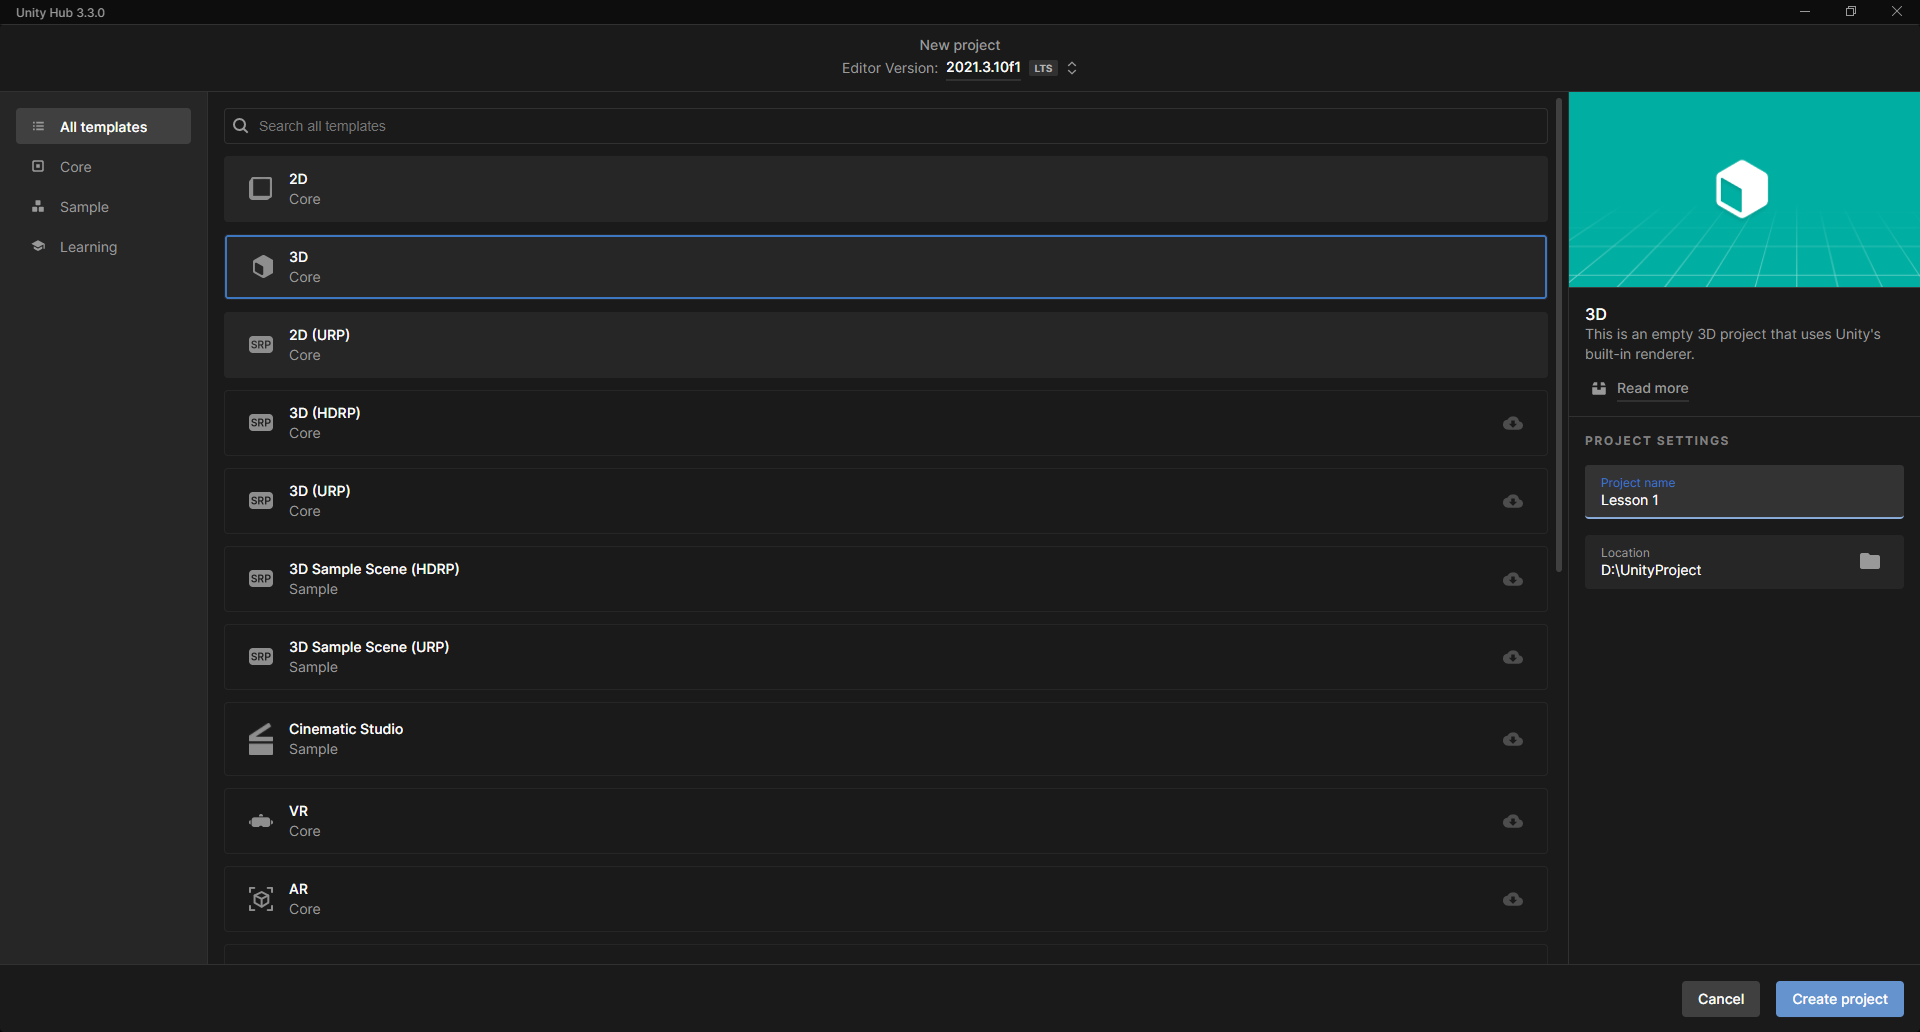 Unity Hub 3.3.0
New project
Editor Version: 2021.3.10f1 LTS
All templates
Core
Sample
Learning
Search all templates
2D
Core
3D
Core
SRP
2D (URP)
Core
SRP
3D (HDRP)
Core
SRP
3D (URP)
Core
SRP
3D Sample Scene (HDRP)
Sample
SRP
3D Sample Scene (URP)
Sample
Cinematic Studio
Sample
VR
Core
AR
Core
3D
This is an empty 3D project that uses Unity's
built-in renderer.
Read more
PROJECT SETTINGS
Project name
Lesson 1
Location
D:\UnityProject
Cancel
Create project